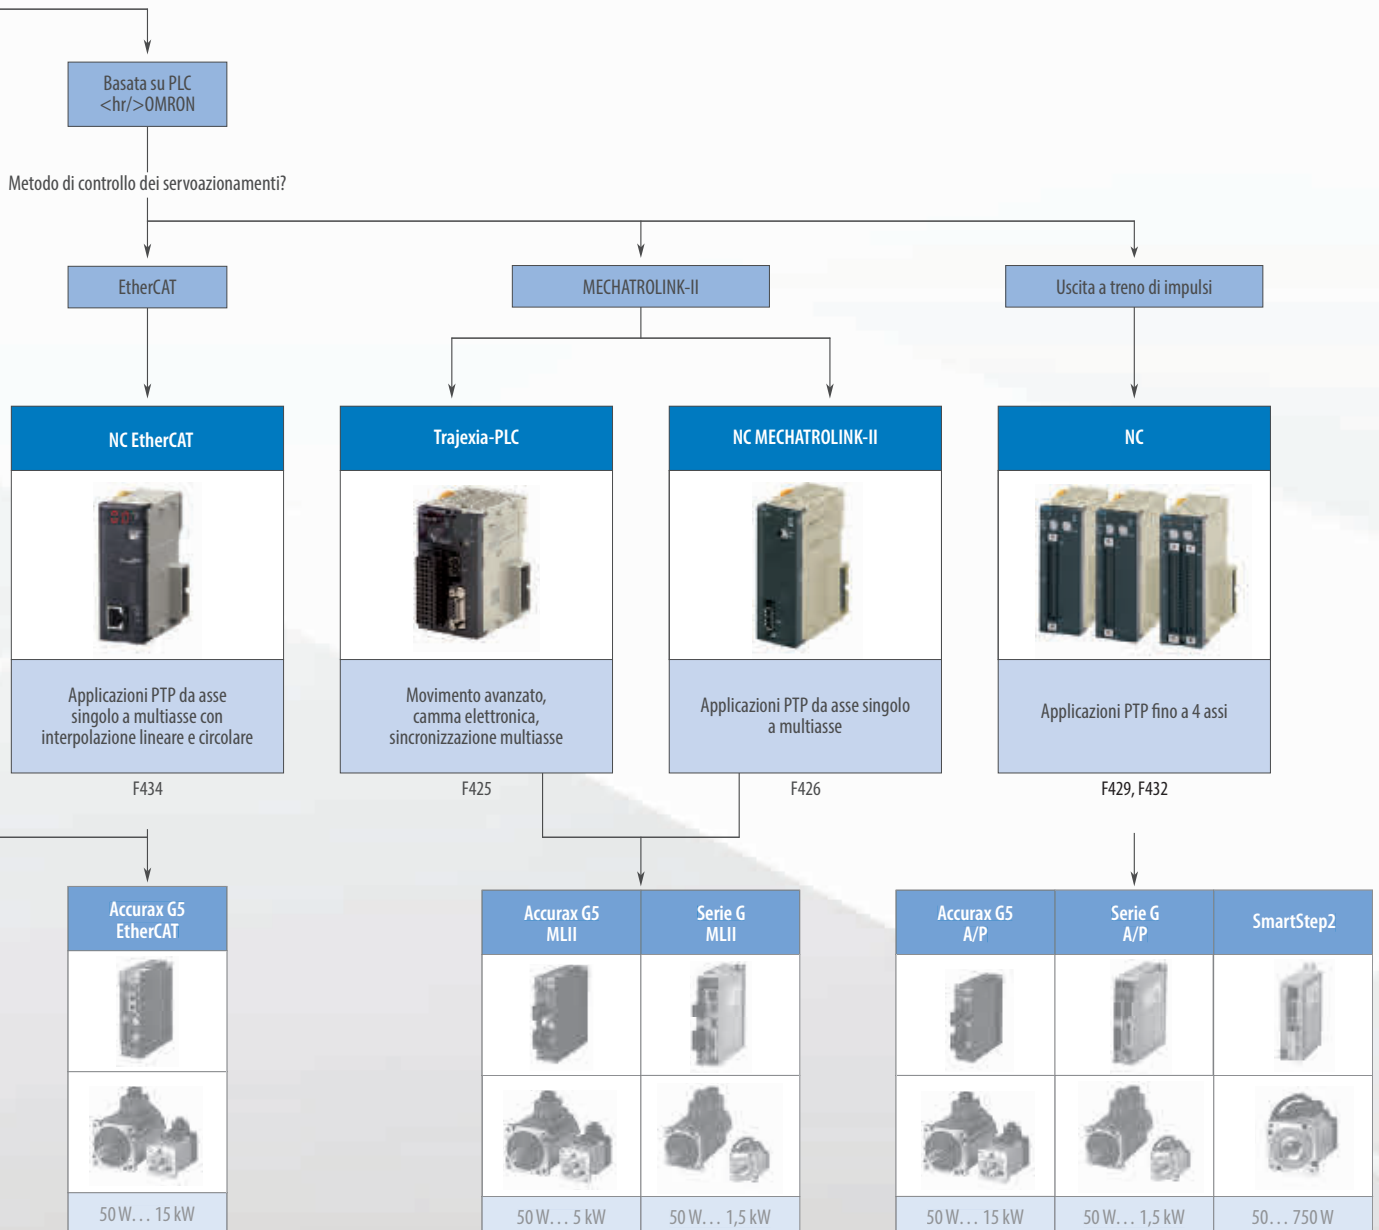 Basata su PLC
<hr/>OMRON
Metodo di controllo dei servoazionamenti?
EtherCAT
MECHATROLINK-II
Uscita a treno di impulsi
NC EtherCAT
Trajexia-PLC
NC MECHATROLINK-II
NC
Applicazioni PTP da asse
singolo a multiasse con
interpolazione lineare e circolare
Movimento avanzato,
camma elettronica,
sincronizzazione multiasse
Applicazioni PTP da asse singolo
a multiasse
Applicazioni PTP fino a 4 assi
F434
F425
F426
F429, F432
Accurax G5
EtherCAT
Accurax G5
MLII
Serie G
MLII
Accurax G5
A/P
Serie G
A/P
SmartStep2
50 W… 15 kW
50 W… 5 kW
50 W… 1,5 kW
50 W… 15 kW
50 W… 1,5 kW
50… 750 W